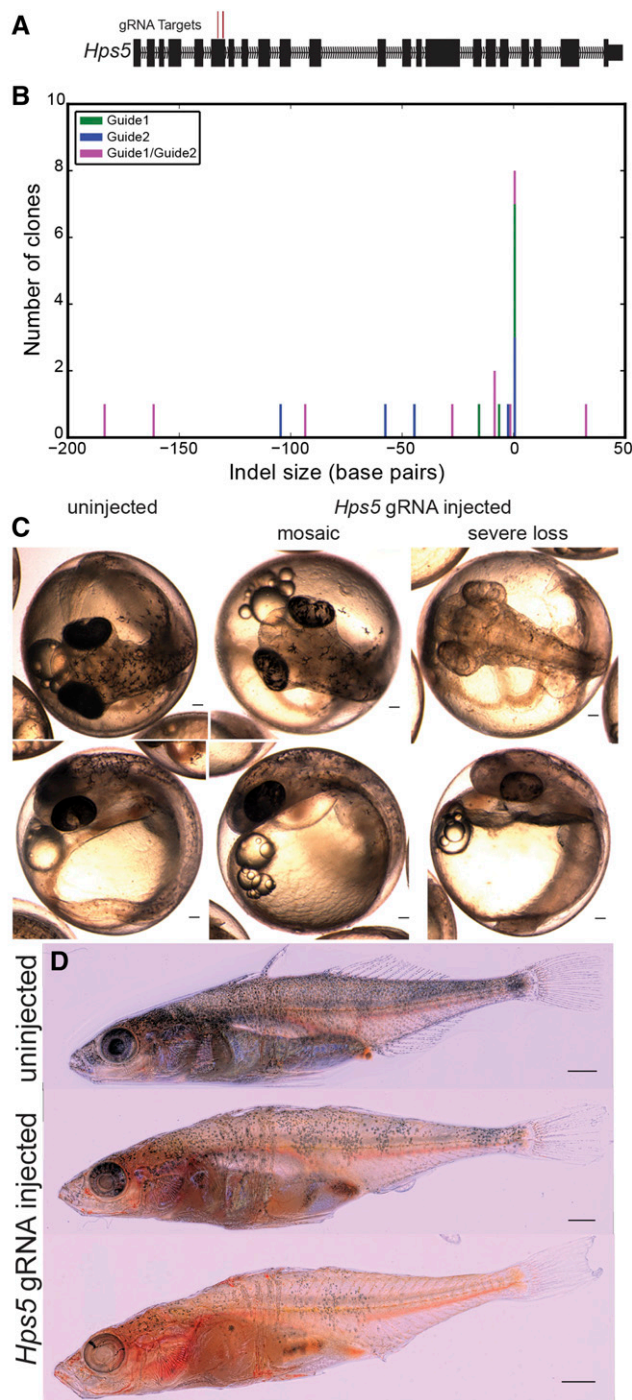 A
gRNA Targets
Hps5
B
Number of clones
10
8
6
4
2
0
Guide1
Guide2
Guide1/Guide2
−200
−150
−100
−50
0
50
Indel size (base pairs)
uninjected
Hps5 gRNA injected
C
mosaic
severe loss
D
uninjected
Hps5 gRNA injected